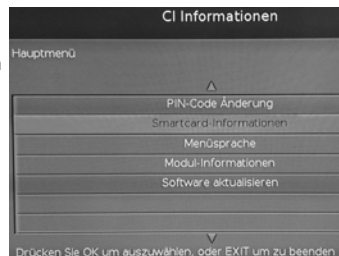 CI Informationen
Hauptmenü
PIN-Code Änderung
Smartcard-Informationen
Menüsprache
Modul-Informationen
Software aktualisieren
Drücken Sie OK um auszuwählen, oder EXIT um zu beenden